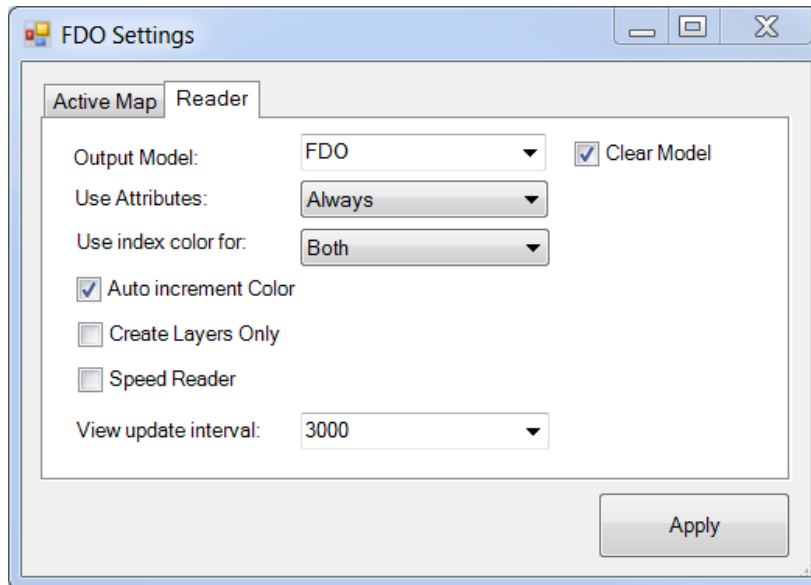 FDO Settings
Active Map Reader
Output Model: FDO Clear Model
Use Attributes: Always
Use index color for: Both
Auto increment Color
Create Layers Only
Speed Reader
View update interval: 3000
Apply